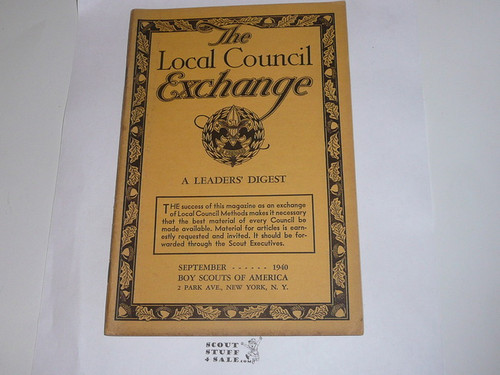 The
Local Council
Exchange
A LEADERS' DIGEST
THE success of this magazine as an exchange
of Local Council Methods makes it necessary
that the best material of every Council be
made available. Material for articles is earn-
estly requested and invited. It should be for-
warded through the Scout Executives.
SEPTEMBER ------ 1940
BOY SCOUTS OF AMERICA
2 PARK AVE., NEW YORK, N. Y.
SCOUT
STUFF
4 SALE.com